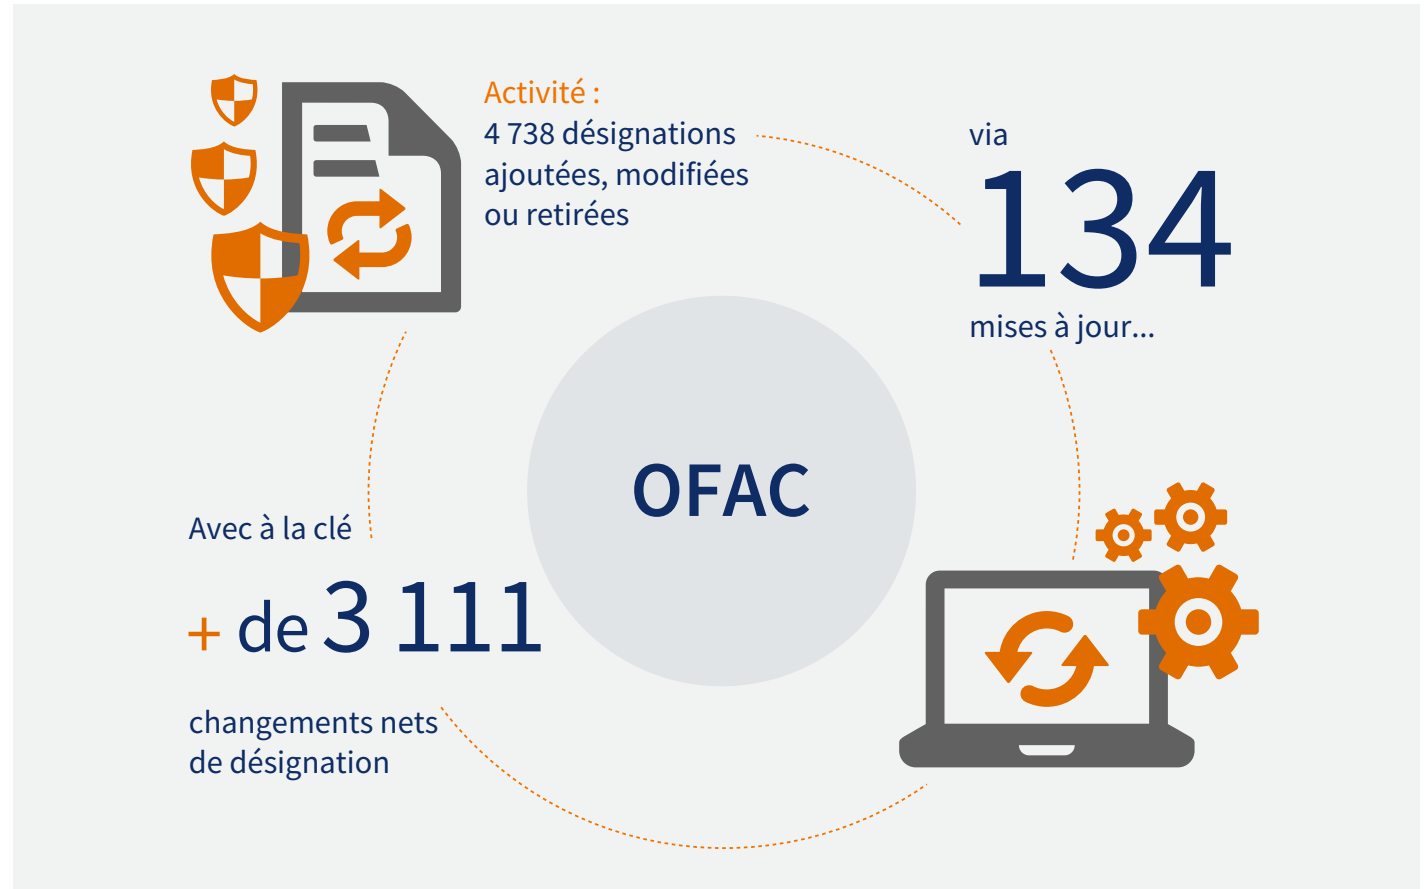 Activité :
4 738 désignations
ajoutées, modifiées
ou retirées
via
134
mises à jour...
OFAC
Avec à la clé
+ de 3 111
changements nets
de désignation